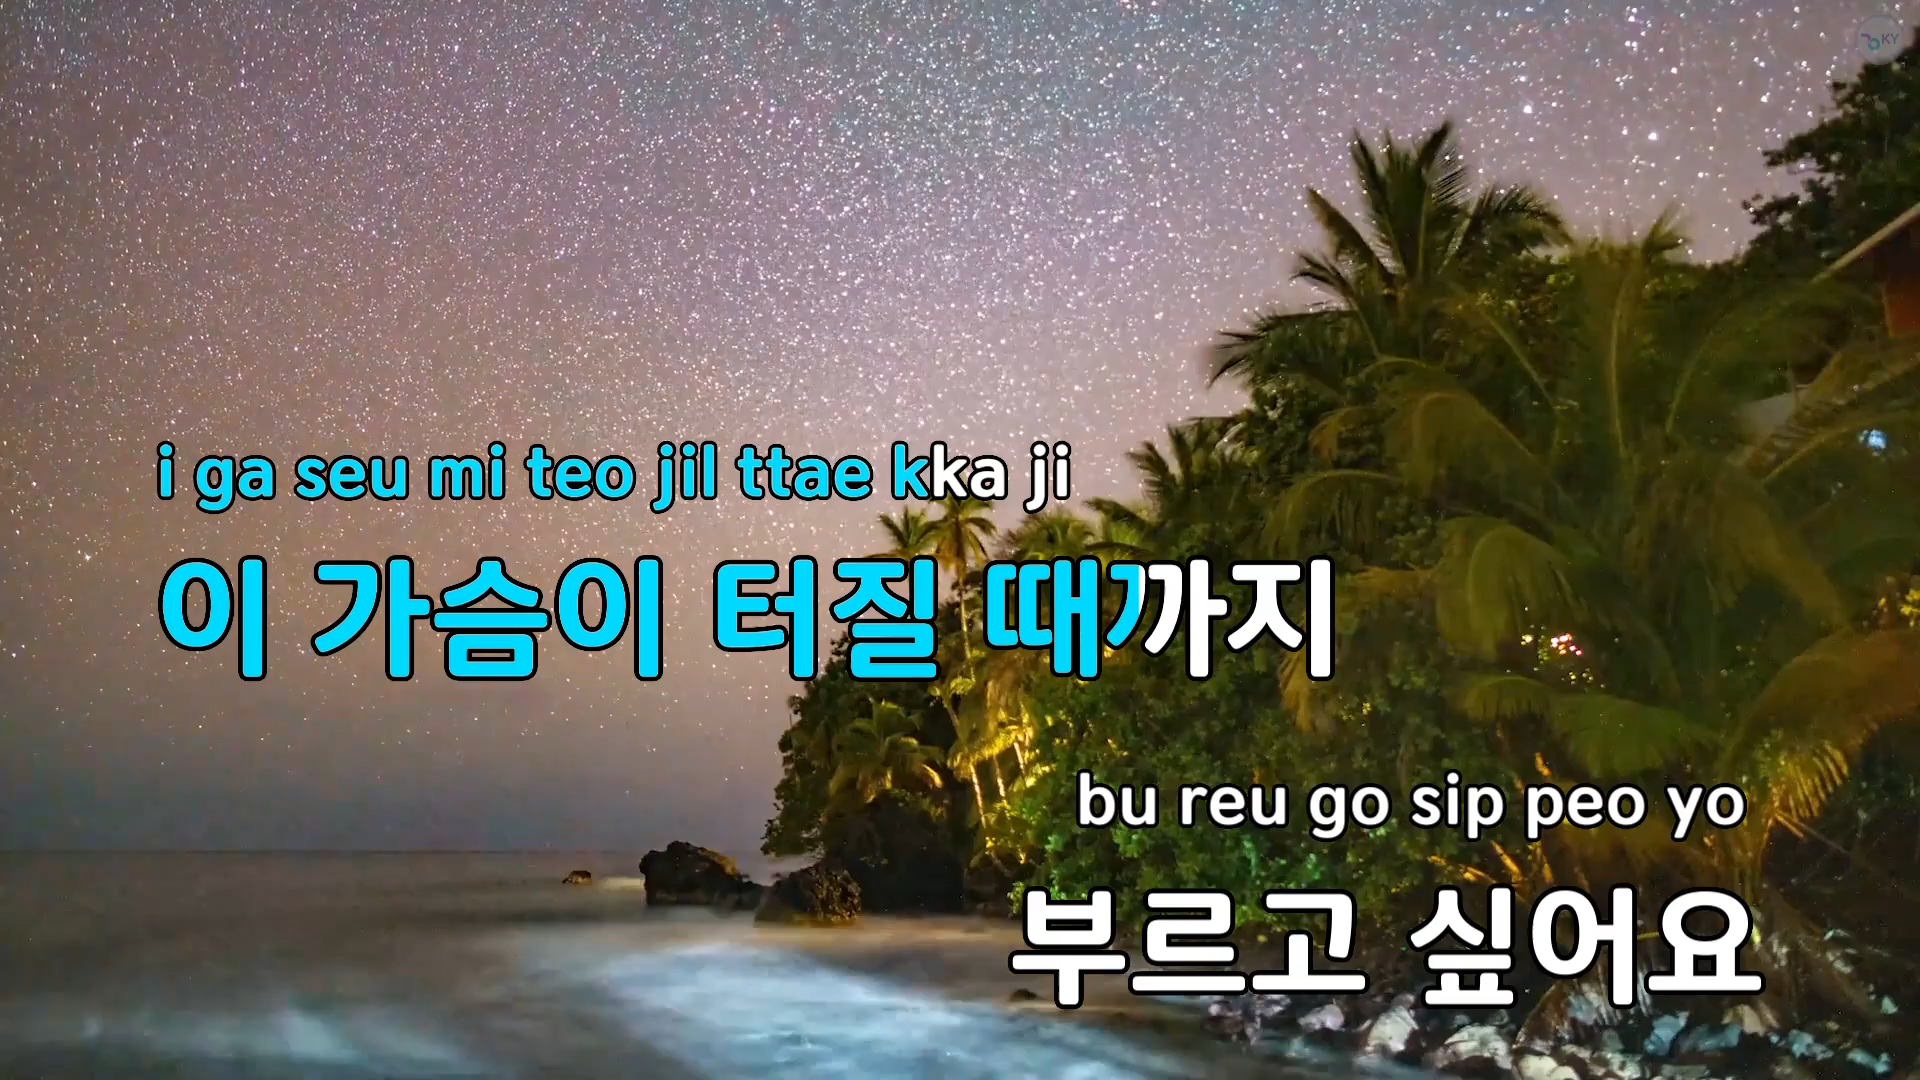 KY
i ga seu mi teo jil ttae kka ji
이 가슴이 터질 때까지
bu reu go sip peo yo
부르고 싶어요